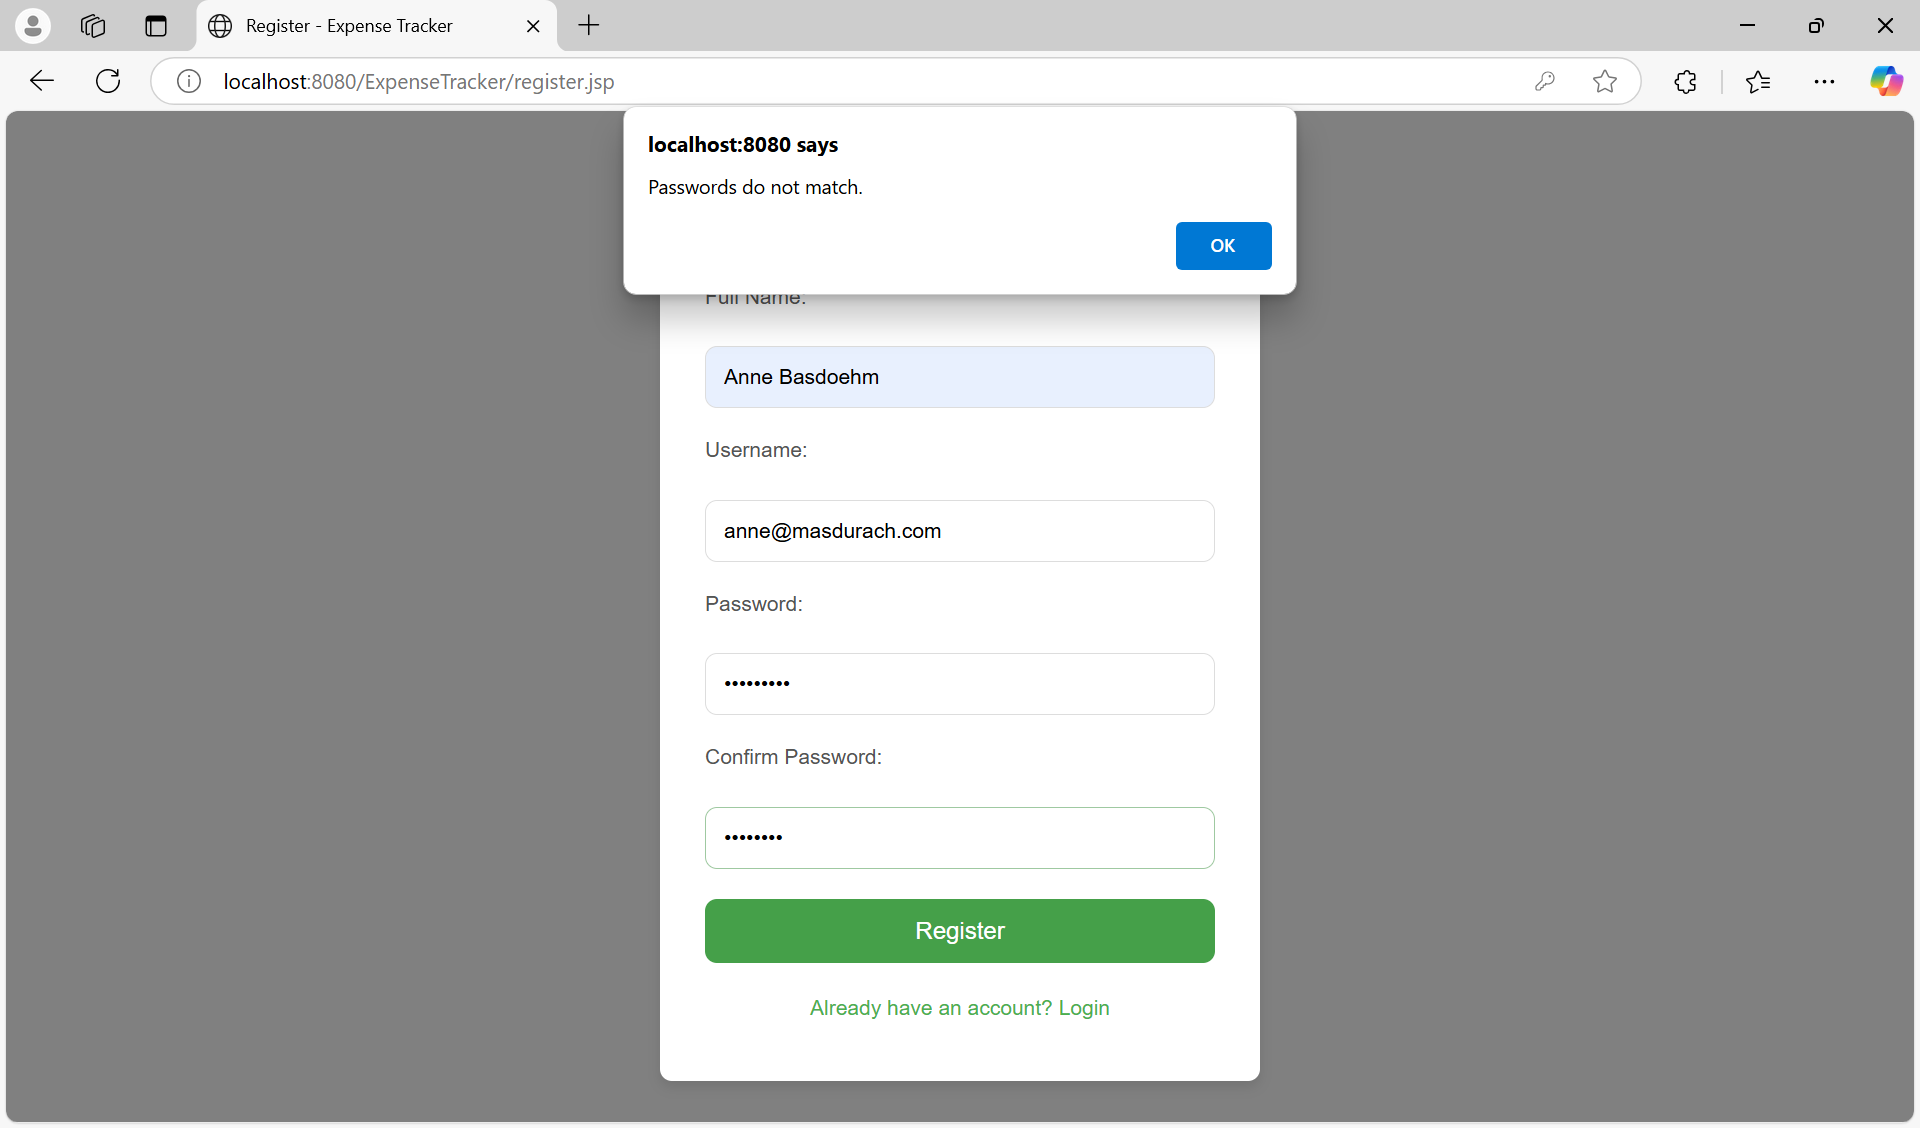 Register - Expense Tracker
localhost:8080/ExpenseTracker/register.jsp
localhost:8080 says
Passwords do not match.
OK
Full Name:
Anne Basdoehm
Username:
anne@masdurach.com
Password:
•••••••••
Confirm Password:
••••••••
Register
Already have an account? Login